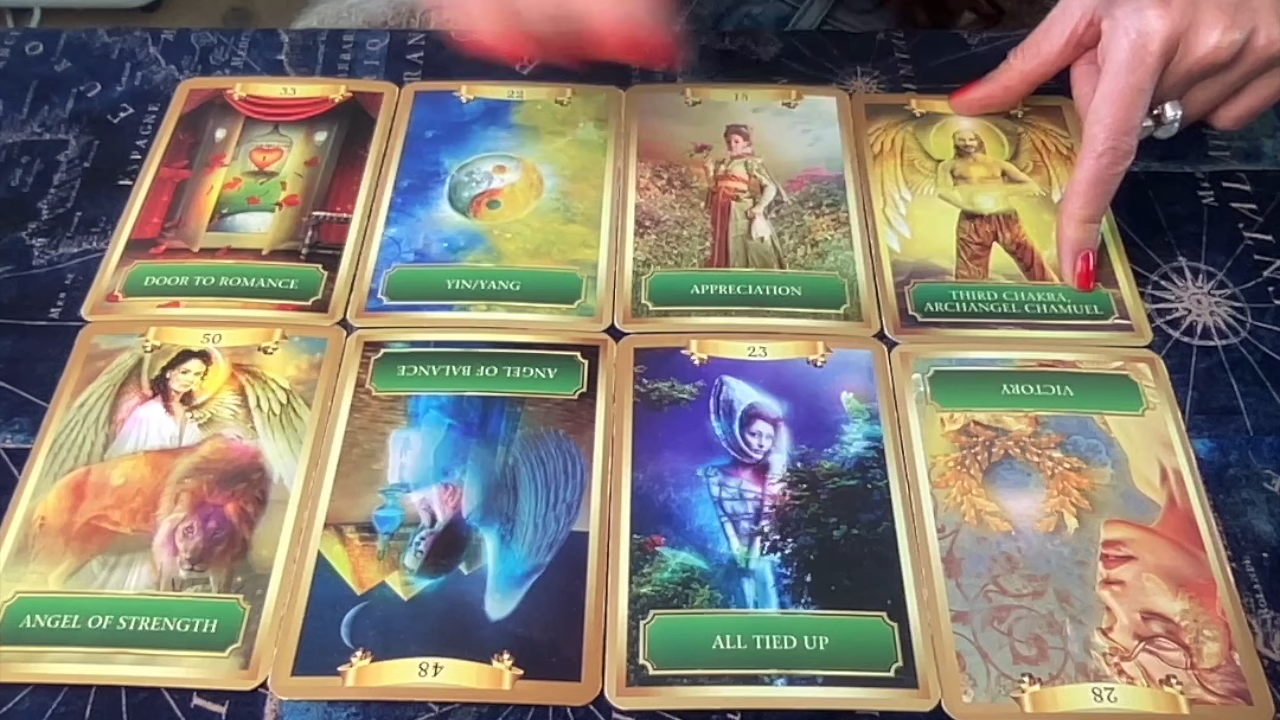 33
22
15
DOOR TO ROMANCE
YIN/YANG
APPRECIATION
THIRD CHAKRA,
ARCHANGEL CHAMUEL
50
ANGEL OF BALANCE
23
VICTORY
ANGEL OF STRENGTH
48
ALL TIED UP
28